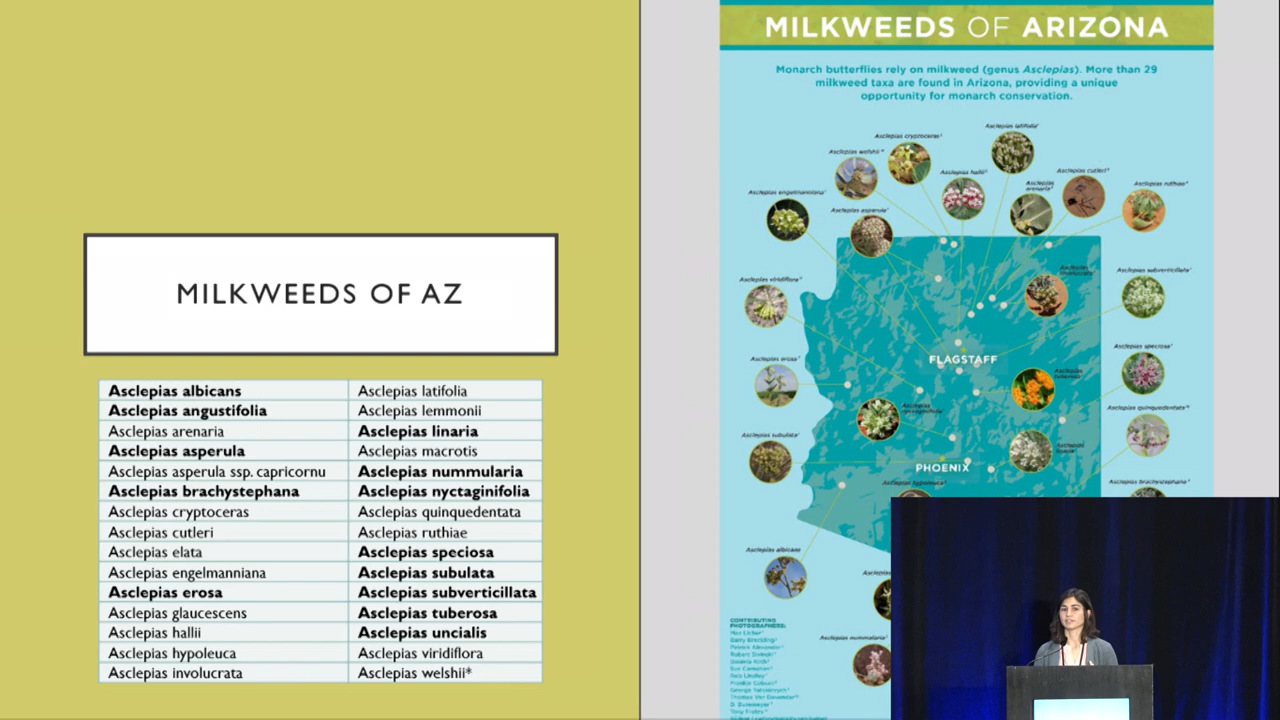 MILKWEEDS OF AZ
Asclepias albicans Asclepias latifolia
Asclepias angustifolia Asclepias lemmonii
Asclepias arenaria Asclepias linaria
Asclepias asperula Asclepias macrotis
Asclepias asperula ssp. capricornu Asclepias nummularia
Asclepias brachystephana Asclepias nyctaginifolia
Asclepias cryptoceras Asclepias quinquedentata
Asclepias cutleri Asclepias ruthiae
Asclepias elata Asclepias speciosa
Asclepias engelmanniana Asclepias subulata
Asclepias erosa Asclepias subverticillata
Asclepias glaucescens Asclepias tuberosa
Asclepias hallii Asclepias uncialis
Asclepias hypoleuca Asclepias viridiflora
Asclepias involucrata Asclepias welshii*
MILKWEEDS OF ARIZONA
Monarch butterflies rely on milkweed (genus Asclepias). More than 29
milkweed taxa are found in Arizona, providing a unique
opportunity for monarch conservation.
Asclepias latifolia
Asclepias cryptoceras
Asclepias welshii
Asclepias hallii
Asclepias cutleri
Asclepias arenaria
Asclepias ruthiae
Asclepias engelmanniana
Asclepias asperula
Asclepias subverticillata
Asclepias viridiflora
Asclepias speciosa
FLAGSTAFF
Asclepias erosa
Asclepias
Asclepias nyctaginifolia
Asclepias quinquedentata
Asclepias subulata
PHOENIX
Asclepias hypoleuca
Asclepias brachystephana
Asclepias albicans
Asclepias nummularia
CONTRIBUTING
PHOTOGRAPHERS: